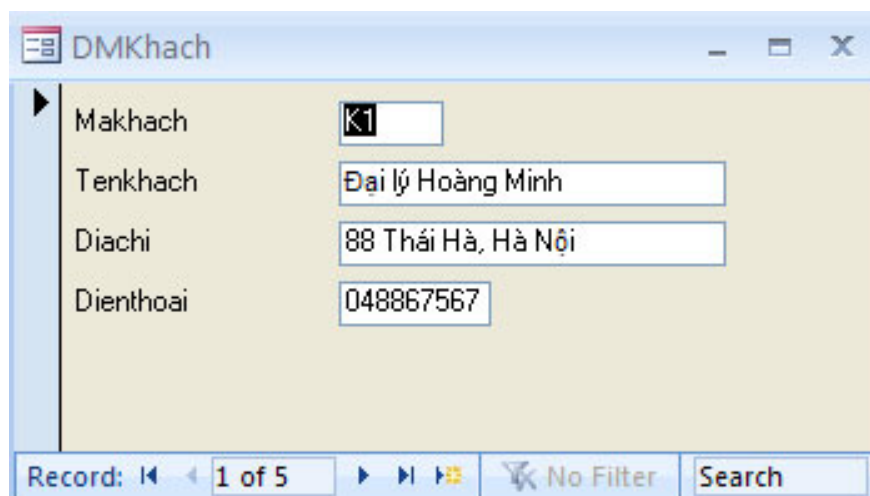 DMKhach
Makhach K1
Tenkhach Đại lý Hoàng Minh
Diachi 88 Thái Hà, Hà Nội
Dienthoai 048867567
Record: 1 of 5 No Filter Search